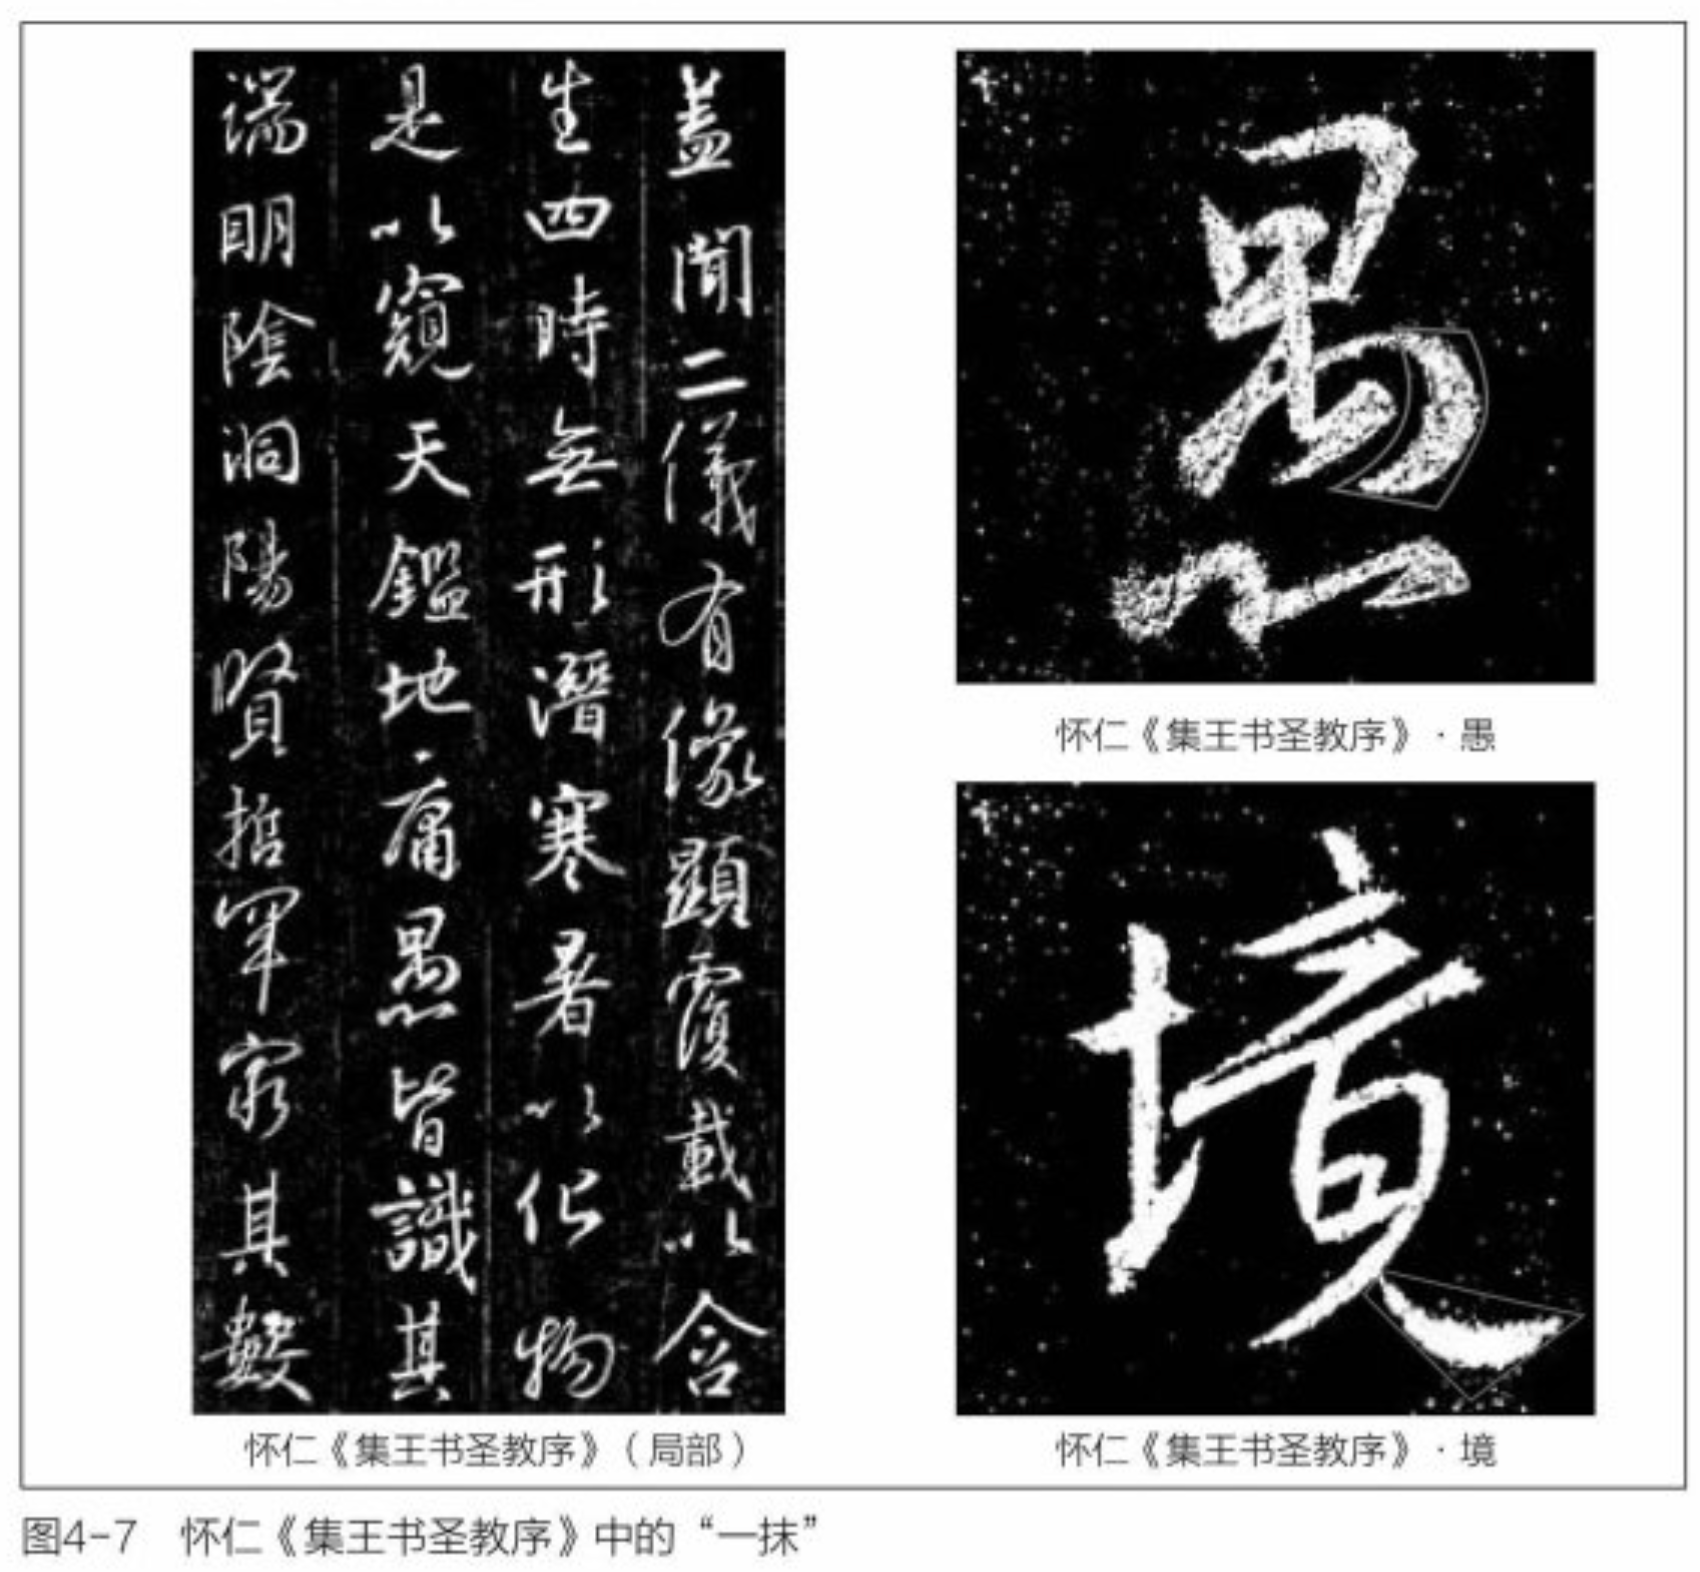 盖聞二儀有像顯覆載以含
生四時無形潛寒暑以化物
是以窺天鑑地庸愚皆識其
端明陰洞陽賢哲罕窮其數
怀仁《集王书圣教序》（局部）
怀仁《集王书圣教序》·愚
怀仁《集王书圣教序》·境
愚
境
图4-7 怀仁《集王书圣教序》中的“一抹”